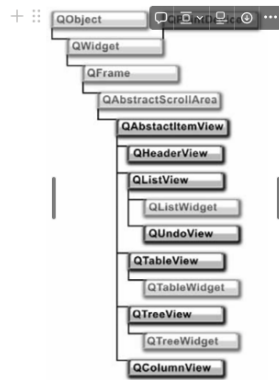 QObject
QWidget
QFrame
QAbstractScrollArea
QAbstactItemView
QHeaderView
QListView
QListWidget
QUndoView
QTableView
QTableWidget
QTreeView
QTreeWidget
QColumnView